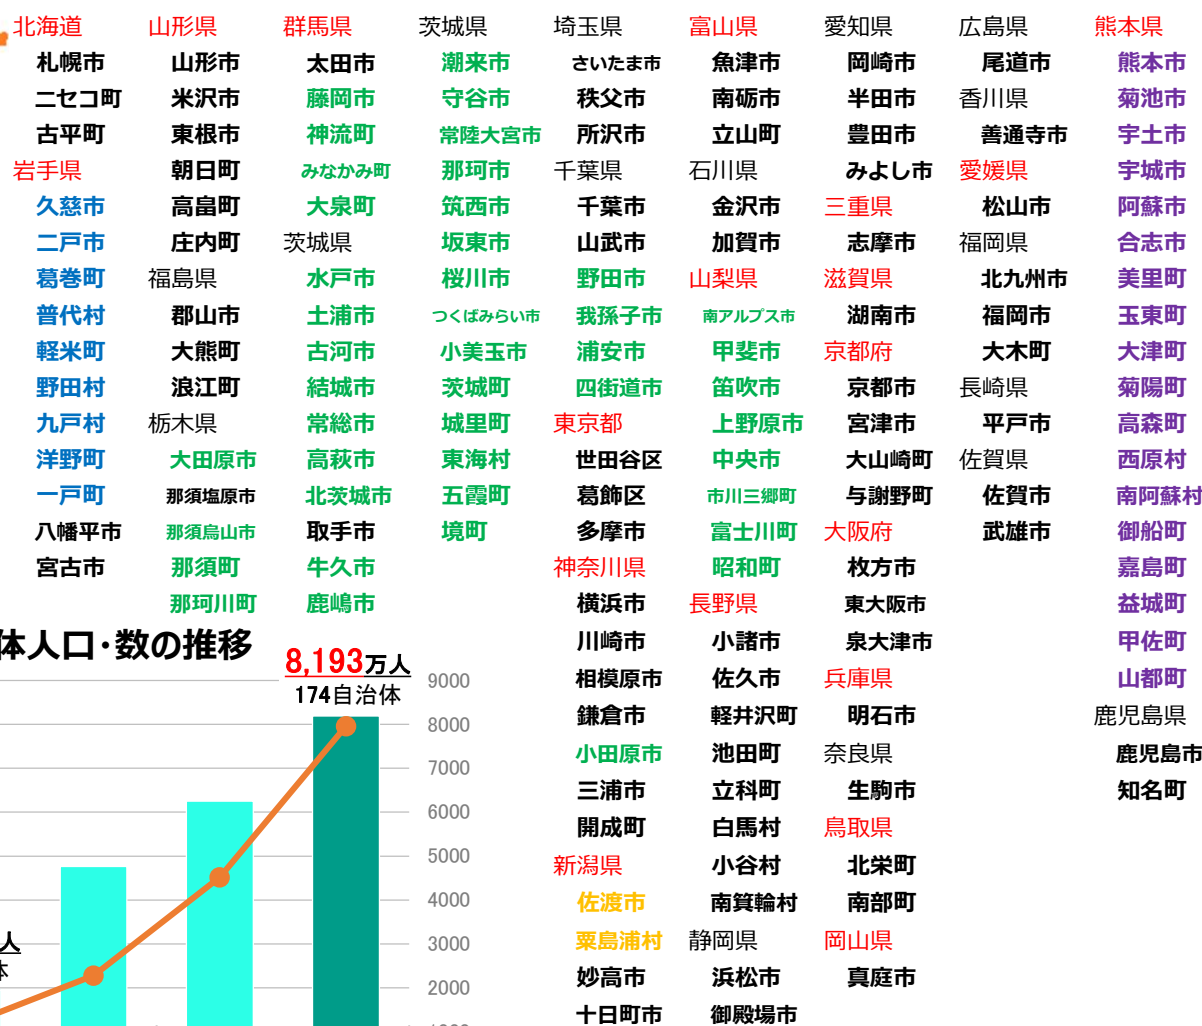 北海道
札幌市
ニセコ町
古平町
岩手県
久慈市
二戸市
葛巻町
普代村
軽米町
野田村
九戸村
洋野町
一戸町
八幡平市
宮古市
山形県
山形市
米沢市
東根市
朝日町
高畠町
庄内町
福島県
郡山市
大熊町
浪江町
栃木県
大田原市
那須塩原市
那須烏山市
那須町
那珂川町
群馬県
太田市
藤岡市
神流町
みなかみ町
大泉町
茨城県
水戸市
土浦市
古河市
結城市
常総市
高萩市
北茨城市
取手市
牛久市
鹿嶋市
茨城県
潮来市
守谷市
常陸大宮市
那珂市
筑西市
坂東市
桜川市
つくばみらい市
小美玉市
茨城町
城里町
東海村
五霞町
境町
埼玉県
さいたま市
秩父市
所沢市
千葉県
千葉市
山武市
野田市
我孫子市
浦安市
四街道市
東京都
世田谷区
葛飾区
多摩市
神奈川県
横浜市
川崎市
相模原市
鎌倉市
小田原市
三浦市
開成町
新潟県
佐渡市
粟島浦村
妙高市
十日町市
富山県
魚津市
南砺市
立山町
石川県
金沢市
加賀市
山梨県
南アルプス市
甲斐市
笛吹市
上野原市
中央市
市川三郷町
富士川町
昭和町
長野県
小諸市
佐久市
軽井沢町
池田町
立科町
白馬村
小谷村
南箕輪村
静岡県
浜松市
御殿場市
愛知県
岡崎市
半田市
豊田市
みよし市
三重県
志摩市
滋賀県
湖南市
京都府
京都市
宮津市
大山崎町
与謝野町
大阪府
枚方市
東大阪市
泉大津市
兵庫県
明石市
奈良県
生駒市
鳥取県
北栄町
南部町
岡山県
真庭市
広島県
尾道市
香川県
善通寺市
愛媛県
松山市
福岡県
北九州市
福岡市
大木町
長崎県
平戸市
佐賀県
佐賀市
武雄市
熊本県
熊本市
菊池市
宇土市
宇城市
阿蘇市
合志市
美里町
玉東町
大津町
菊陽町
高森町
西原村
南阿蘇村
御船町
嘉島町
益城町
甲佐町
山都町
鹿児島県
鹿児島市
知名町
体人口・数の推移
8,193万人
174自治体
9000
8000
7000
6000
5000
4000
3000
2000
人